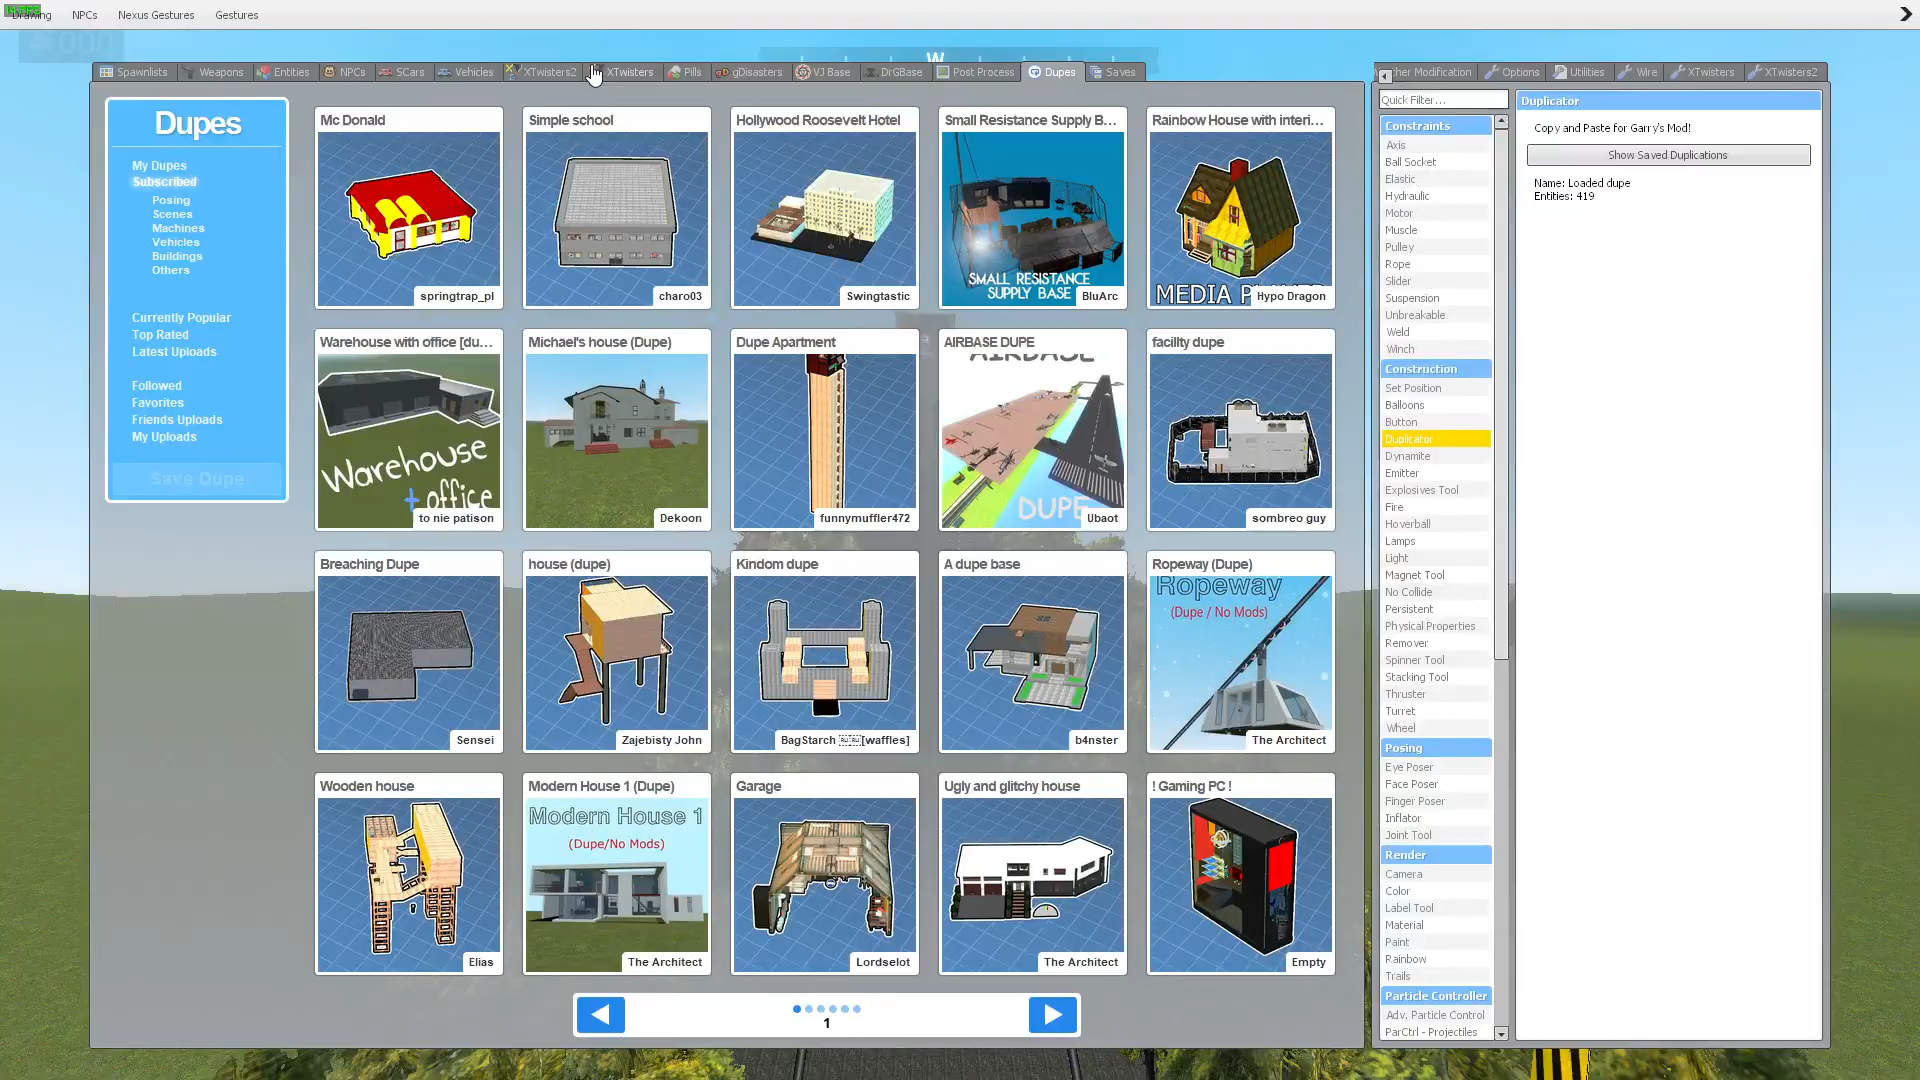 Drawing NPCs Nexus Gestures Gestures
W
Spawnlists Weapons Entities NPCs SCars Vehicles XTwisters2 XTwisters Pills gDisasters VJ Base DrGBase Post Process Dupes Saves
Dupes
My Dupes
Subscribed
Posing
Scenes
Machines
Vehicles
Buildings
Others
Currently Popular
Top Rated
Latest Uploads
Followed
Favorites
Friends Uploads
My Uploads
Save Dupe
Mc Donald
springtrap_pl
Simple school
charo03
Hollywood Roosevelt Hotel
Swingtastic
Small Resistance Supply B...
SMALL RESISTANCE
SUPPLY BASE
BluArc
Rainbow House with interi...
MEDIA
Hypo Dragon
Warehouse with office [du...
Warehouse
+ office
to nie patison
Michael's house (Dupe)
Dekoon
Dupe Apartment
funnymuffler472
AIRBASE DUPE
AIRBASE
DUPE
Ubaot
facility dupe
sombreo guy
Breaching Dupe
Sensei
house (dupe)
Zajebisty John
Kindom dupe
BagStarch [waffles]
A dupe base
b4nster
Ropeway (Dupe)
Ropeway
(Dupe / No Mods)
The Architect
Wooden house
Elias
Modern House 1 (Dupe)
Modern House 1
(Dupe/No Mods)
The Architect
Garage
Lordselot
Ugly and glitchy house
The Architect
! Gaming PC !
Empty
1
her Modification Options Utilities Wire XTwisters XTwisters2
Quick Filter...
Constraints
Axis
Ball Socket
Elastic
Hydraulic
Motor
Muscle
Pulley
Rope
Slider
Suspension
Unbreakable
Weld
Winch
Construction
Set Position
Balloons
Button
Duplicator
Dynamite
Emitter
Explosives Tool
Fire
Hoverball
Lamps
Light
Magnet Tool
No Collide
Persistent
Physical Properties
Remover
Spinner Tool
Stacking Tool
Thruster
Turret
Wheel
Posing
Eye Poser
Face Poser
Finger Poser
Inflator
Joint Tool
Render
Camera
Color
Label Tool
Material
Paint
Rainbow
Trails
Particle Controller
Adv. Particle Control
ParCtrl - Projectiles
Duplicator
Copy and Paste for Garry's Mod!
Show Saved Duplications
Name: Loaded dupe
Entities: 419